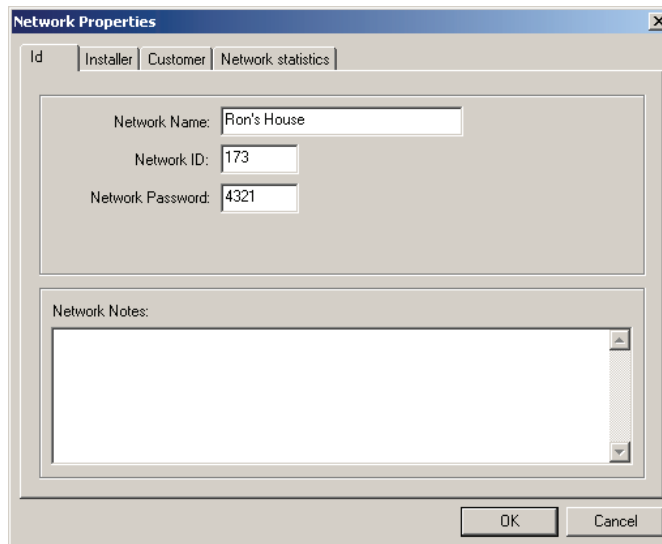 Network Properties
Id Installer Customer Network statistics
Network Name: Ron's House
Network ID: 173
Network Password: 4321
Network Notes:
OK Cancel